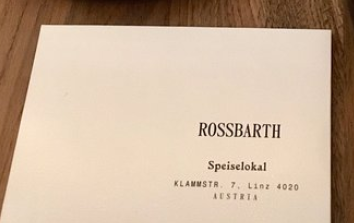 ROSSBARTH
Speiselokal
KLAMMSTR. 7, Linz 4020
AUSTRIA